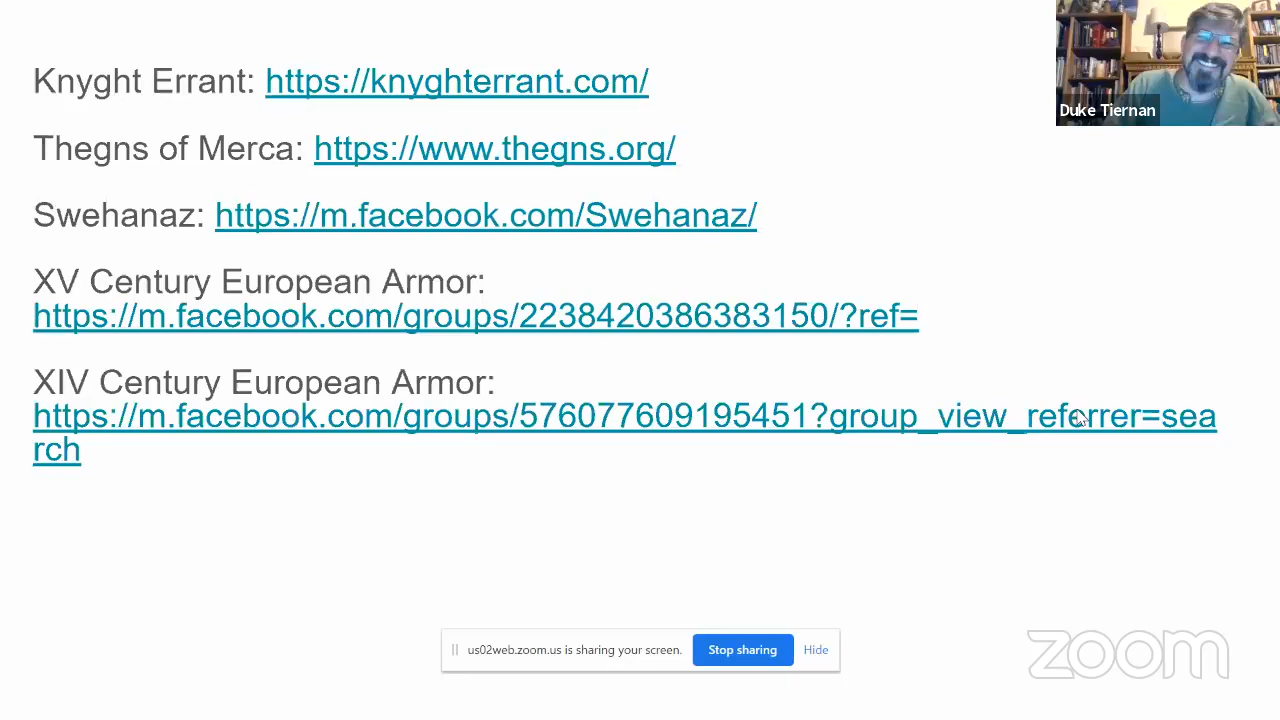 Knyght Errant: https://knyghterrant.com/
Duke Tiernan
Thegns of Merca: https://www.thegns.org/
Swehanaz: https://m.facebook.com/Swehanaz/
XV Century European Armor:
https://m.facebook.com/groups/2238420386383150/?ref=
XIV Century European Armor:
https://m.facebook.com/groups/576077609195451?group_view_referrer=sea
rch
us02web.zoom.us is sharing your screen. Stop sharing Hide
zoom